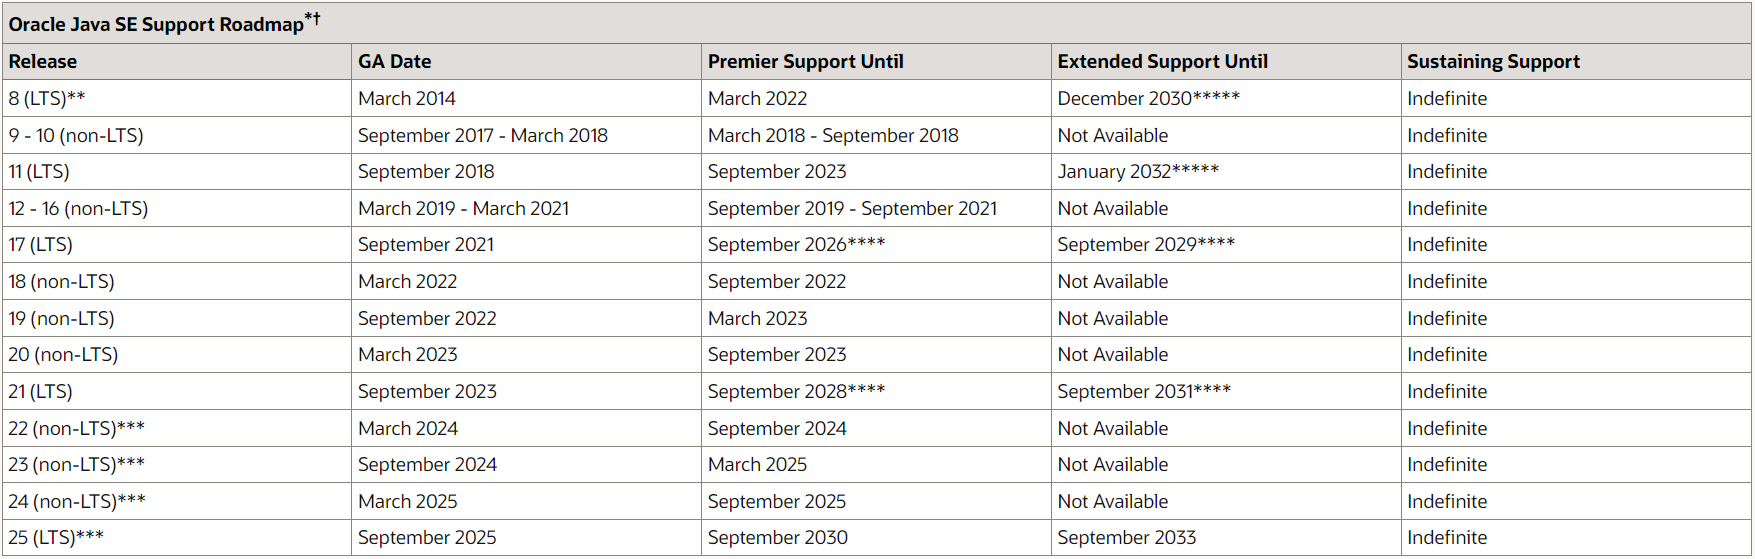 Oracle Java SE Support Roadmap*†
Release GA Date Premier Support Until Extended Support Until Sustaining Support
8 (LTS)** March 2014 March 2022 December 2030***** Indefinite
9 - 10 (non-LTS) September 2017 - March 2018 March 2018 - September 2018 Not Available Indefinite
11 (LTS) September 2018 September 2023 January 2032***** Indefinite
12 - 16 (non-LTS) March 2019 - March 2021 September 2019 - September 2021 Not Available Indefinite
17 (LTS) September 2021 September 2026**** September 2029**** Indefinite
18 (non-LTS) March 2022 September 2022 Not Available Indefinite
19 (non-LTS) September 2022 March 2023 Not Available Indefinite
20 (non-LTS) March 2023 September 2023 Not Available Indefinite
21 (LTS) September 2023 September 2028**** September 2031**** Indefinite
22 (non-LTS)*** March 2024 September 2024 Not Available Indefinite
23 (non-LTS)*** September 2024 March 2025 Not Available Indefinite
24 (non-LTS)*** March 2025 September 2025 Not Available Indefinite
25 (LTS)*** September 2025 September 2030 September 2033 Indefinite